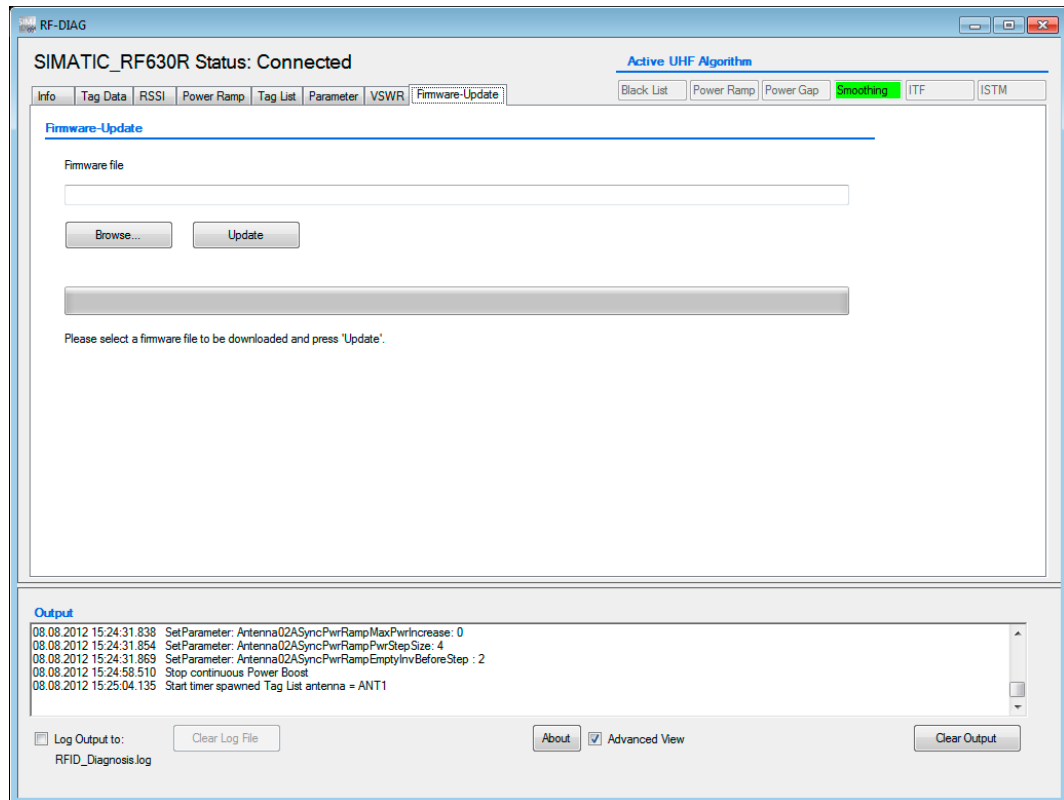 RF-DIAG
SIMATIC_RF630R Status: Connected
Active UHF Algorithm
Black List Power Ramp Power Gap Smoothing ITF ISTM
Info Tag Data RSSI Power Ramp Tag List Parameter VSWR Firmware-Update
Firmware-Update
Firmware file
Browse... Update
Please select a firmware file to be downloaded and press 'Update'.
Output
08.08.2012 15:24:31.838 SetParameter: Antenna02ASyncPwrRampMaxPwrIncrease: 0
08.08.2012 15:24:31.854 SetParameter: Antenna02ASyncPwrRampPwrStepSize: 4
08.08.2012 15:24:31.869 SetParameter: Antenna02ASyncPwrRampEmptyInvBeforeStep : 2
08.08.2012 15:24:58.510 Stop continuous Power Boost
08.08.2012 15:25:04.135 Start timer spawned Tag List antenna = ANT1
Log Output to: Clear Log File About Advanced View Clear Output
RFID_Diagnosis.log